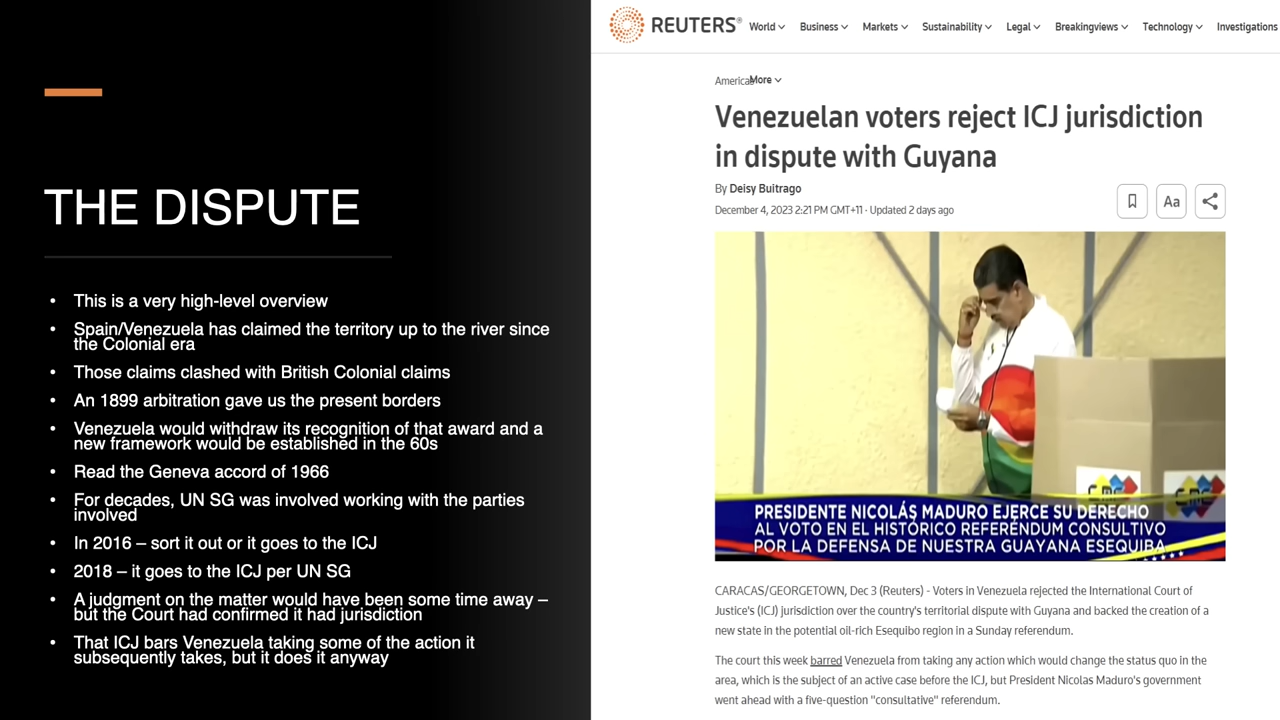 THE DISPUTE
• This is a very high-level overview
• Spain/Venezuela has claimed the territory up to the river since
the Colonial era
• Those claims clashed with British Colonial claims
• An 1899 arbitration gave us the present borders
• Venezuela would withdraw its recognition of that award and a
new framework would be established in the 60s
• Read the Geneva accord of 1966
• For decades, UN SG was involved working with the parties
involved
• In 2016 – sort it out or it goes to the ICJ
• 2018 – it goes to the ICJ per UN SG
• A judgment on the matter would have been some time away –
but the Court had confirmed it had jurisdiction
• That ICJ bars Venezuela taking some of the action it
subsequently takes, but it does it anyway
REUTERS®
World Business Markets Sustainability Legal Breakingviews Technology Investigations
Americas More
Venezuelan voters reject ICJ jurisdiction
in dispute with Guyana
By Deisy Buitrago
December 4, 2023 2:21 PM GMT+11 · Updated 2 days ago
Aa
CNE CNE
PRESIDENTE NICOLÁS MADURO EJERCE SU DERECHO
AL VOTO EN EL HISTÓRICO REFERÉNDUM CONSULTIVO
POR LA DEFENSA DE NUESTRA GUAYANA ESEQUIBA
CARACAS/GEORGETOWN, Dec 3 (Reuters) - Voters in Venezuela rejected the International Court of
Justice's (ICJ) jurisdiction over the country's territorial dispute with Guyana and backed the creation of a
new state in the potential oil-rich Esequibo region in a Sunday referendum.
The court this week barred Venezuela from taking any action which would change the status quo in the
area, which is the subject of an active case before the ICJ, but President Nicolas Maduro's government
went ahead with a five-question "consultative" referendum.